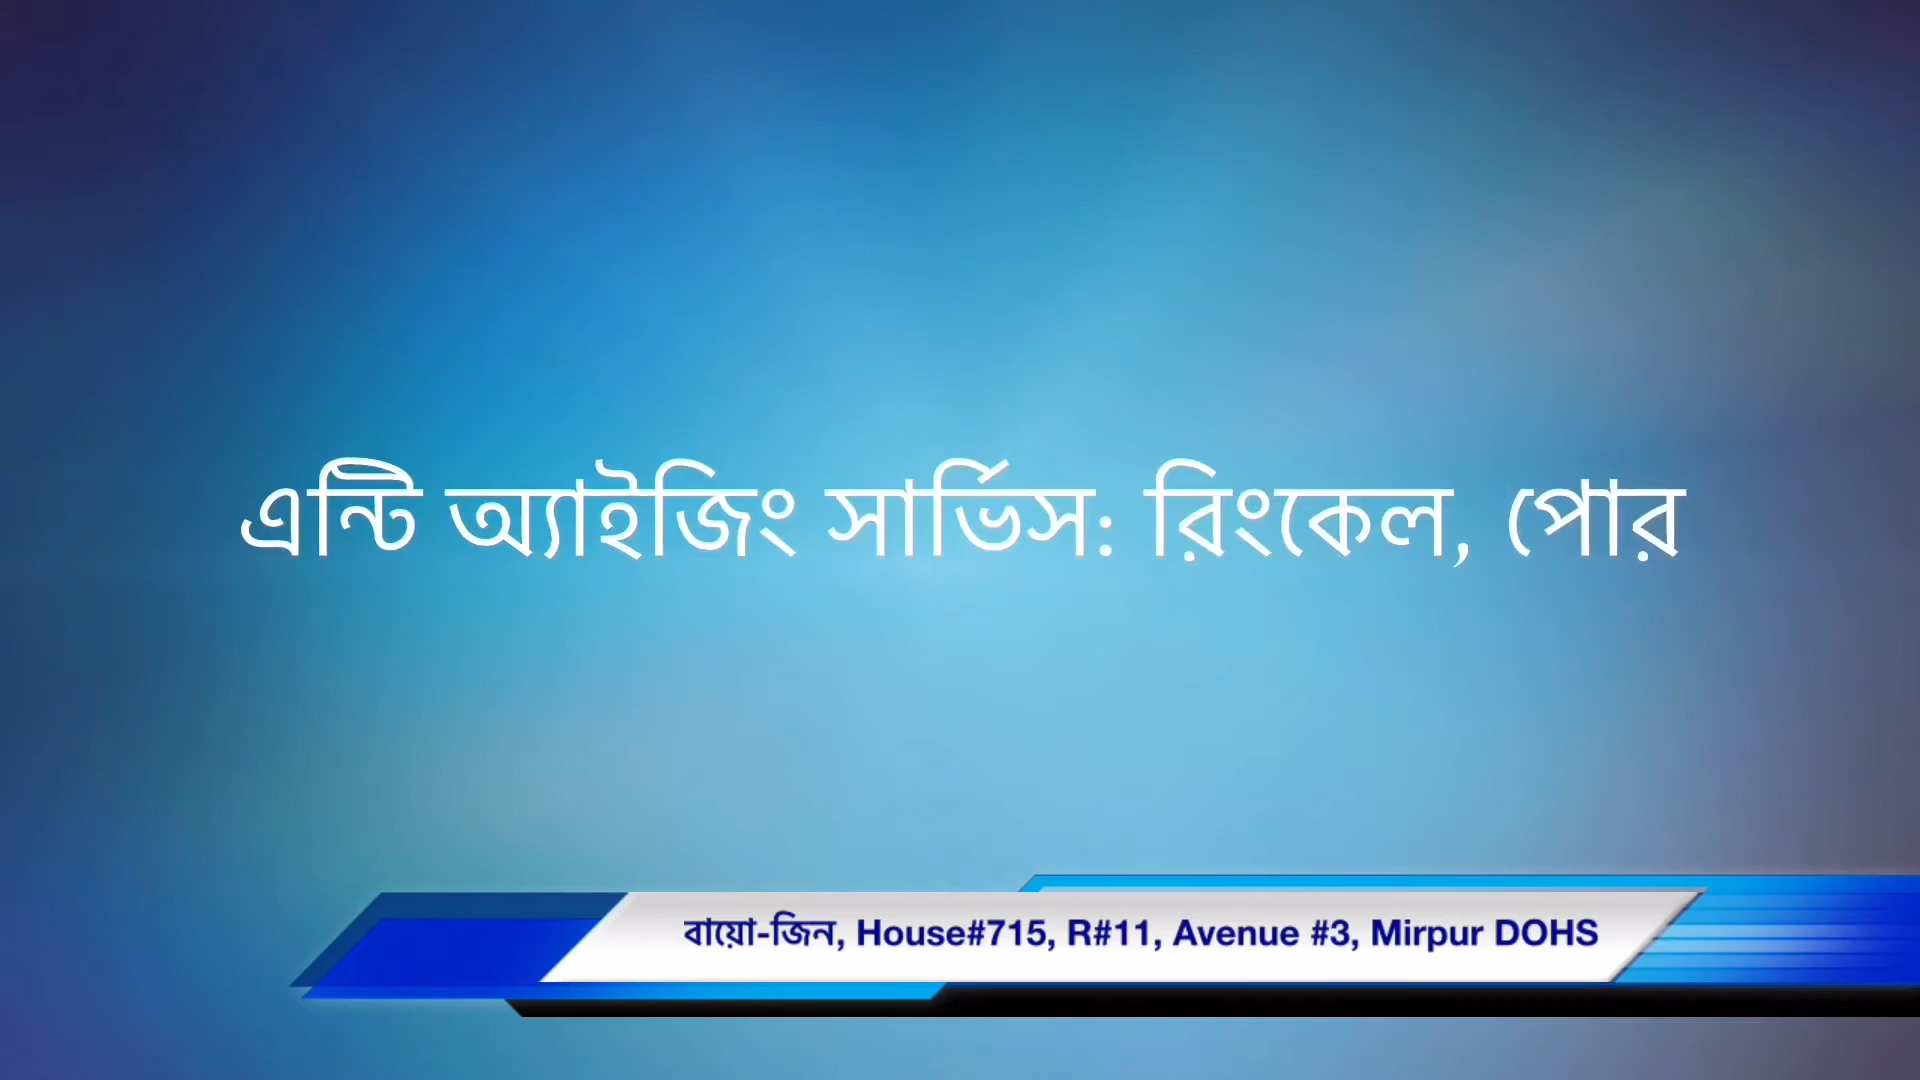 এন্টি অ্যাইজিং সার্ভিস: রিংকেল, পোর
বায়ো-জিন, House#715, R#11, Avenue #3, Mirpur DOHS